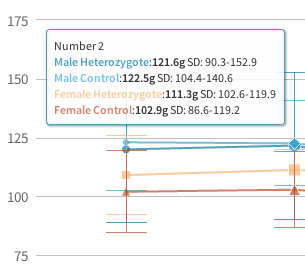 175
Number 2
Male Heterozygote:121.6g SD: 90.3-152.9
150
Male Control:122.5g SD: 104.4-140.6
Female Heterozygote:111.3g SD: 102.6-119.9
Female Control:102.9g SD: 86.6-119.2
125
100
75